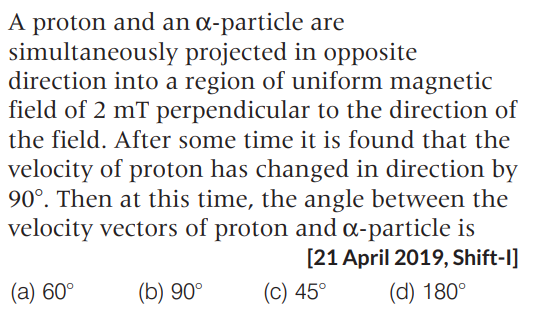 A proton and an α-particle are
simultaneously projected in opposite
direction into a region of uniform magnetic
field of 2 mT perpendicular to the direction of
the field. After some time it is found that the
velocity of proton has changed in direction by
90°. Then at this time, the angle between the
velocity vectors of proton and α-particle is
[21 April 2019, Shift-I]
(a) 60° (b) 90° (c) 45° (d) 180°